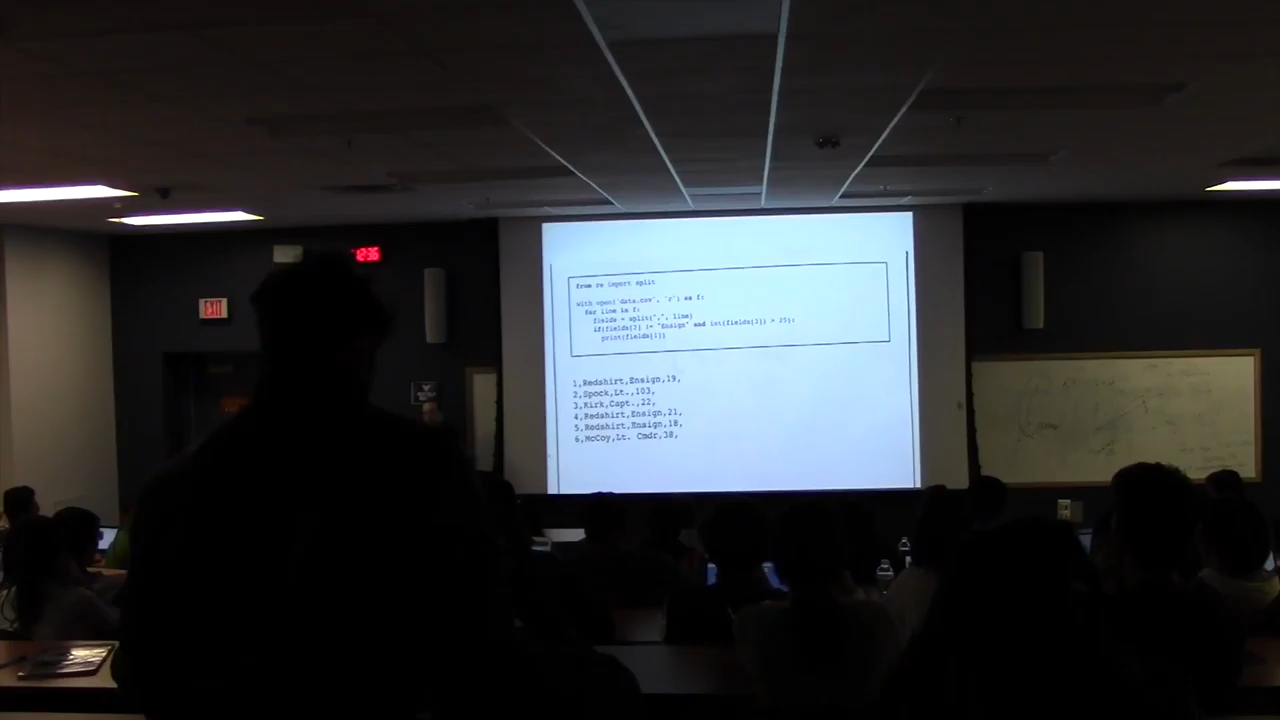 12:36
EXIT
from re import split
with open('data.csv', 'r') as f:
for line in f:
fields = split(",", line)
if(fields[2] != "Ensign" and int(fields[3]) > 25):
print(fields[1])
1,Redshirt,Ensign,19,
2,Spock,Lt.,103,
3,Kirk,Capt.,22,
4,Redshirt,Ensign,21,
5,Redshirt,Ensign,18,
6,McCoy,Lt. Cmdr,38,